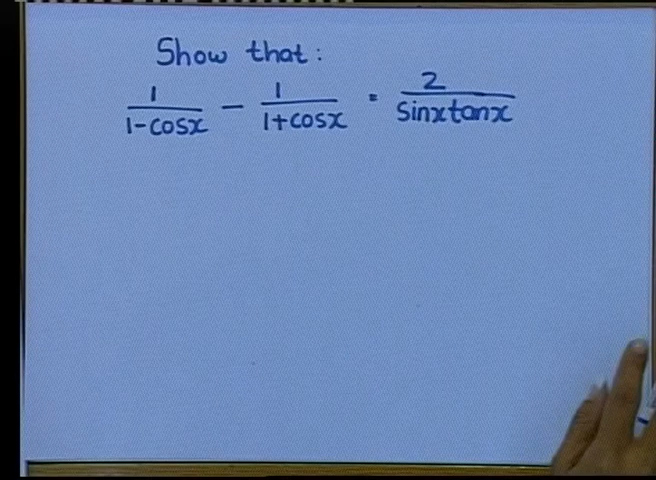 Show that:
1/(1-cosx) - 1/(1+cosx) = 2/(sinxtanx)